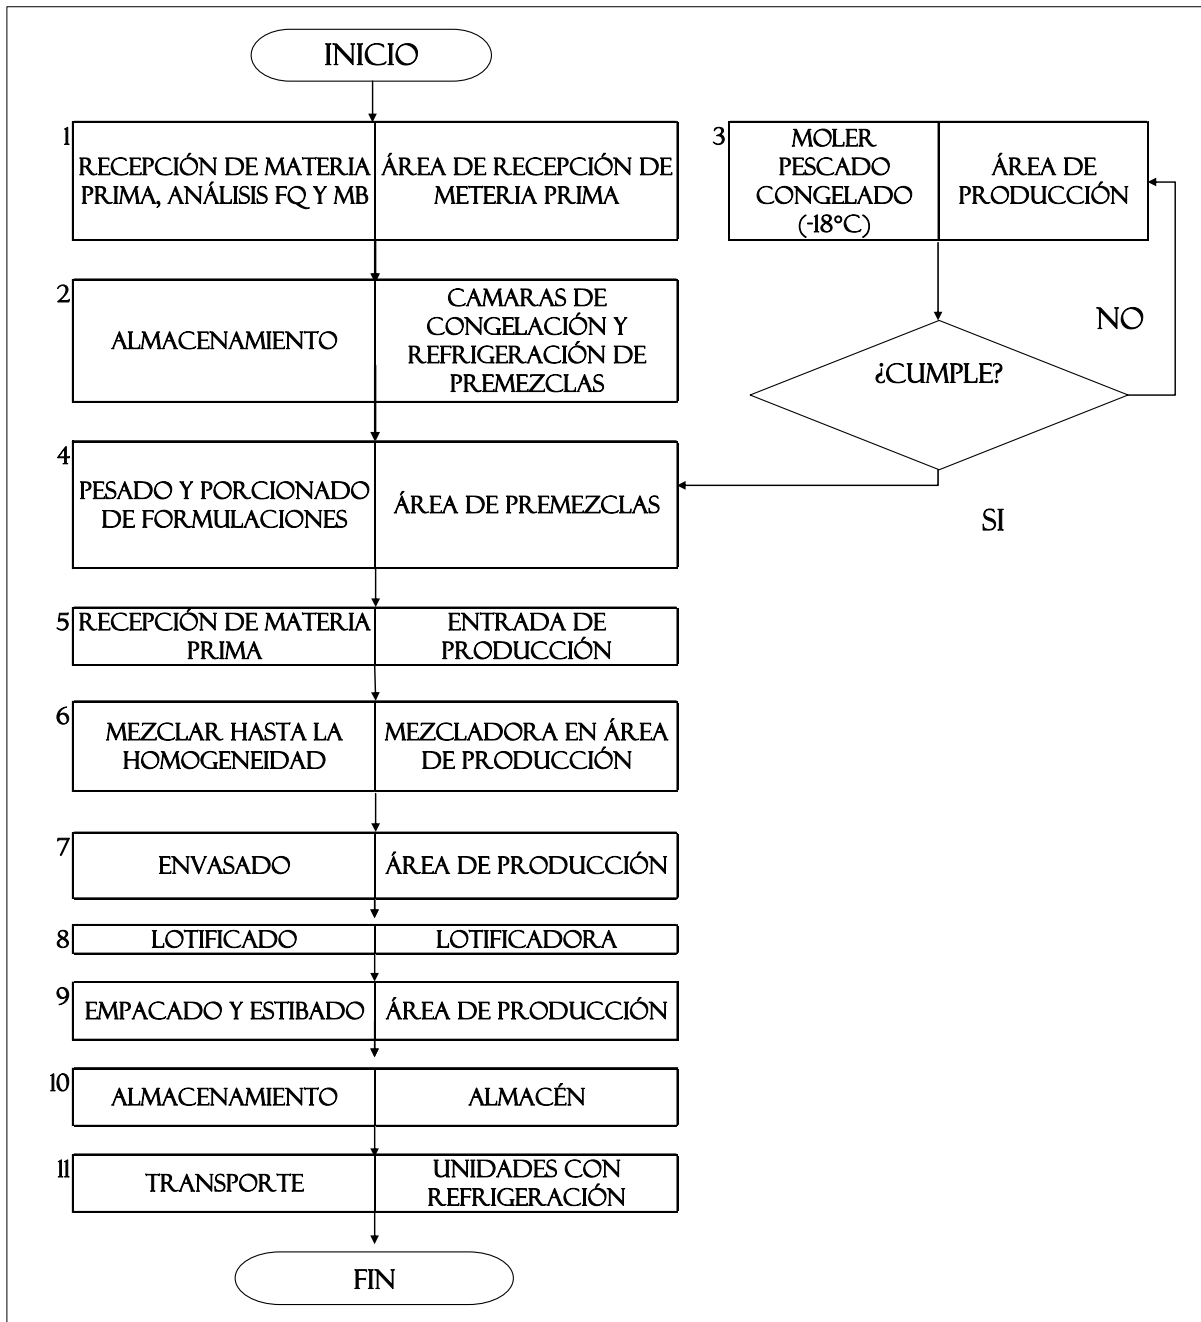 INICIO
1
RECEPCIÓN DE MATERIA
PRIMA, ANÁLISIS FQ Y MB
ÁREA DE RECEPCIÓN DE
METERIA PRIMA
3
MOLER
PESCADO
CONGELADO
(-18°C)
ÁREA DE
PRODUCCIÓN
2
ALMACENAMIENTO
CAMARAS DE
CONGELACIÓN Y
REFRIGERACIÓN DE
PREMEZCLAS
NO
¿CUMPLE?
4
PESADO Y PORCIONADO
DE FORMULACIONES
ÁREA DE PREMEZCLAS
SI
5
RECEPCIÓN DE MATERIA
PRIMA
ENTRADA DE
PRODUCCIÓN
6
MEZCLAR HASTA LA
HOMOGENEIDAD
MEZCLADORA EN ÁREA
DE PRODUCCIÓN
7
ENVASADO
ÁREA DE PRODUCCIÓN
8
LOTIFICADO
LOTIFICADORA
9
EMPACADO Y ESTIBADO
ÁREA DE PRODUCCIÓN
10
ALMACENAMIENTO
ALMACÉN
11
TRANSPORTE
UNIDADES CON
REFRIGERACIÓN
FIN